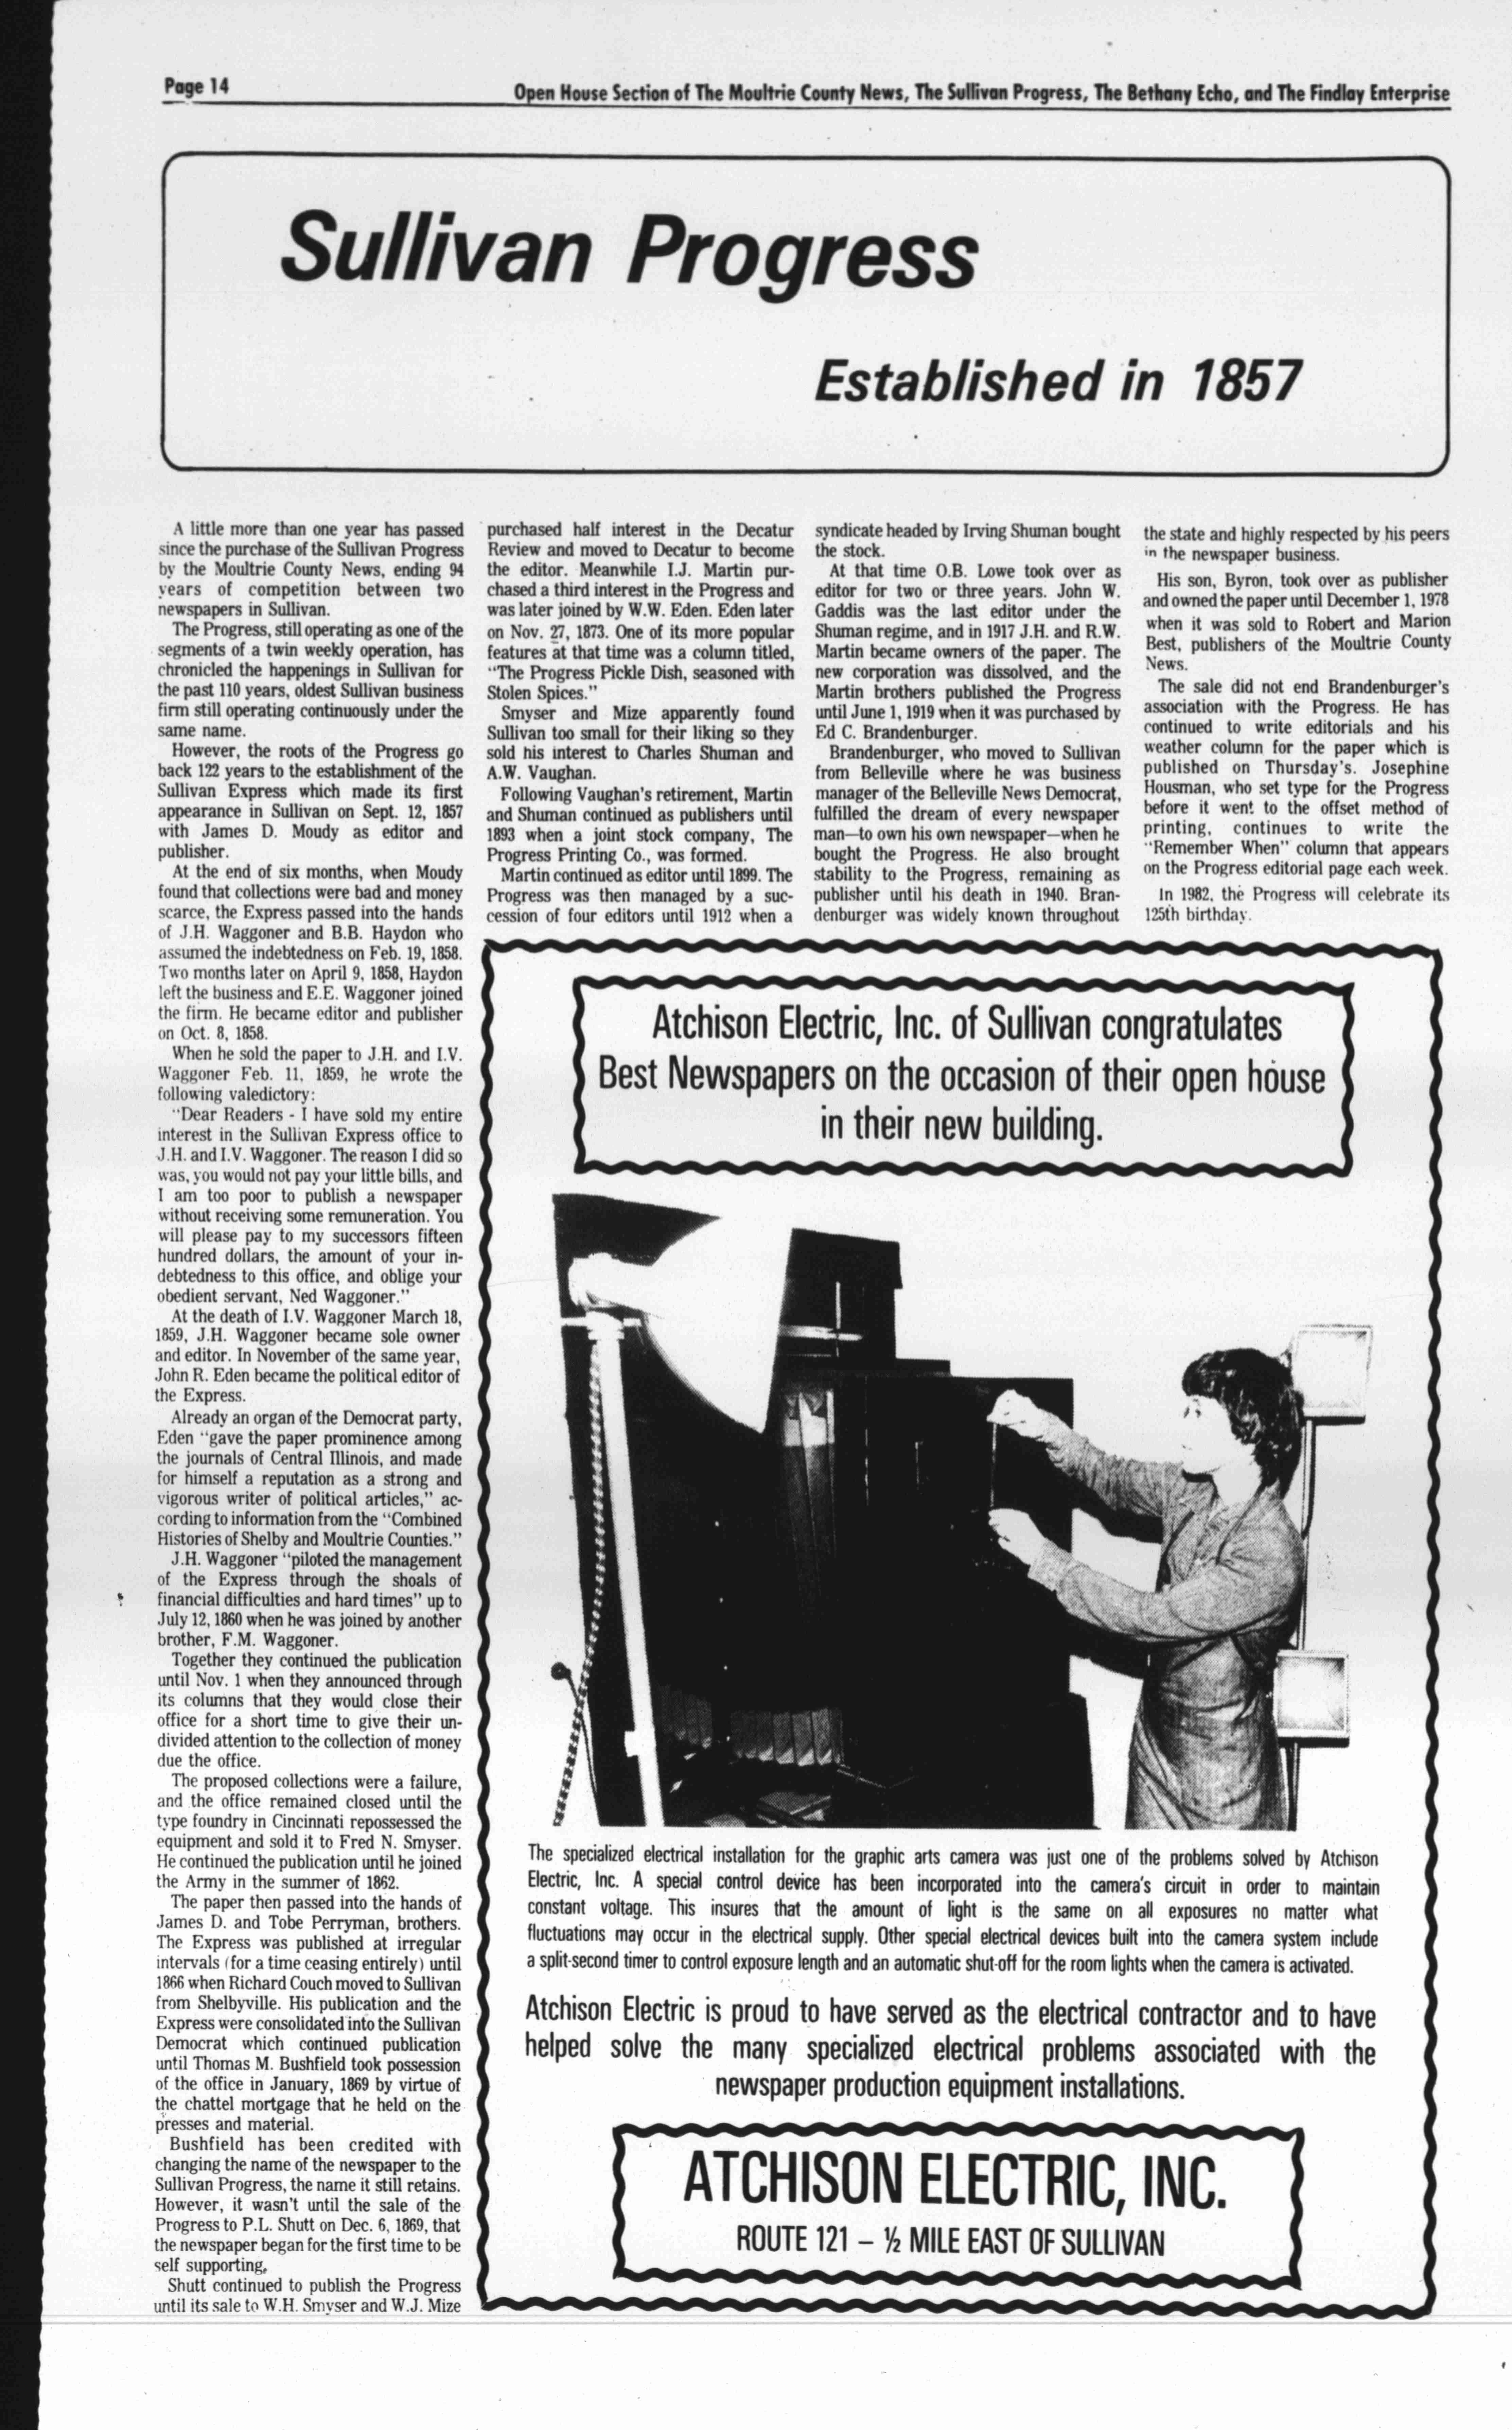 Page 14
Open House Section of The Moultrie County News, The Sullivan Progress, The Bethany Echo, and The Findlay Enterprise
Sullivan Progress
Established in 1857
A little more than one year has passed
since the purchase of the Sullivan Progress
by the Moultrie County News, ending 94
years of competition between two
newspapers in Sullivan.
The Progress, still operating as one of the
segments of a twin weekly operation, has
chronicled the happenings in Sullivan for
the past 110 years, oldest Sullivan business
firm still operating continuously under the
same name.
However, the roots of the Progress go
back 122 years to the establishment of the
Sullivan Express which made its first
appearance in Sullivan on Sept. 12, 1857
with James D. Moudy as editor and
publisher.
At the end of six months, when Moudy
found that collections were bad and money
scarce, the Express passed into the hands
of J.H. Waggoner and B.B. Haydon who
assumed the indebtedness on Feb. 19, 1858.
Two months later on April 9, 1858, Haydon
left the business and E.E. Waggoner joined
the firm. He became editor and publisher
on Oct. 8, 1858.
When he sold the paper to J.H. and I.V.
Waggoner Feb. 11, 1859, he wrote the
following valedictory:
"Dear Readers - I have sold my entire
interest in the Sullivan Express office to
J.H. and I.V. Waggoner. The reason I did so
was, you would not pay your little bills, and
I am too poor to publish a newspaper
without receiving some remuneration. You
will please pay to my successors fifteen
hundred dollars, the amount of your in-
debtedness to this office, and oblige your
obedient servant, Ned Waggoner."
At the death of I.V. Waggoner March 18,
1859, J.H. Waggoner became sole owner
and editor. In November of the same year,
John R. Eden became the political editor of
the Express.
Already an organ of the Democrat party,
Eden "gave the paper prominence among
the journals of Central Illinois, and made
for himself a reputation as a strong and
vigorous writer of political articles," ac-
cording to information from the "Combined
Histories of Shelby and Moultrie Counties."
J.H. Waggoner "piloted the management
of the Express through the shoals of
financial difficulties and hard times" up to
July 12, 1860 when he was joined by another
brother, F.M. Waggoner.
Together they continued the publication
until Nov. 1 when they announced through
its columns that they would close their
office for a short time to give their un-
divided attention to the collection of money
due the office.
The proposed collections were a failure,
and the office remained closed until the
type foundry in Cincinnati repossessed the
equipment and sold it to Fred N. Smyser.
He continued the publication until he joined
the Army in the summer of 1862.
The paper then passed into the hands of
James D. and Tobe Perryman, brothers.
The Express was published at irregular
intervals (for a time ceasing entirely) until
1866 when Richard Couch moved to Sullivan
from Shelbyville. His publication and the
Express were consolidated into the Sullivan
Democrat which continued publication
until Thomas M. Bushfield took possession
of the office in January, 1869 by virtue of
the chattel mortgage that he held on the
presses and material.
Bushfield has been credited with
changing the name of the newspaper to the
Sullivan Progress, the name it still retains.
However, it wasn't until the sale of the
Progress to P.L. Shutt on Dec. 6, 1869, that
the newspaper began for the first time to be
self supporting.
Shutt continued to publish the Progress
until its sale to W.H. Smyser and W.J. Mize
purchased half interest in the Decatur
Review and moved to Decatur to become
the editor. Meanwhile I.J. Martin pur-
chased a third interest in the Progress and
was later joined by W.W. Eden. Eden later
on Nov. 27, 1873. One of its more popular
features at that time was a column titled,
"The Progress Pickle Dish, seasoned with
Stolen Spices."
Smyser and Mize apparently found
Sullivan too small for their liking so they
sold his interest to Charles Shuman and
A.W. Vaughan.
Following Vaughan's retirement, Martin
and Shuman continued as publishers until
1893 when a joint stock company, The
Progress Printing Co., was formed.
Martin continued as editor until 1899. The
Progress was then managed by a suc-
cession of four editors until 1912 when a
syndicate headed by Irving Shuman bought
the stock.
At that time O.B. Lowe took over as
editor for two or three years. John W.
Gaddis was the last editor under the
Shuman regime, and in 1917 J.H. and R.W.
Martin became owners of the paper. The
new corporation was dissolved, and the
Martin brothers published the Progress
until June 1, 1919 when it was purchased by
Ed C. Brandenburger.
Brandenburger, who moved to Sullivan
from Belleville where he was business
manager of the Belleville News Democrat,
fulfilled the dream of every newspaper
man—to own his own newspaper—when he
bought the Progress. He also brought
stability to the Progress, remaining as
publisher until his death in 1940. Bran-
denburger was widely known throughout
the state and highly respected by his peers
in the newspaper business.
His son, Byron, took over as publisher
and owned the paper until December 1, 1978
when it was sold to Robert and Marion
Best, publishers of the Moultrie County
News.
The sale did not end Brandenburger's
association with the Progress. He has
continued to write editorials and his
weather column for the paper which is
published on Thursday's. Josephine
Housman, who set type for the Progress
before it went to the offset method of
printing, continues to write the
"Remember When" column that appears
on the Progress editorial page each week.
In 1982, the Progress will celebrate its
125th birthday.
Atchison Electric, Inc. of Sullivan congratulates
Best Newspapers on the occasion of their open house
in their new building.
The specialized electrical installation for the graphic arts camera was just one of the problems solved by Atchison
Electric, Inc. A special control device has been incorporated into the camera's circuit in order to maintain
constant voltage. This insures that the amount of light is the same on all exposures no matter what
fluctuations may occur in the electrical supply. Other special electrical devices built into the camera system include
a split-second timer to control exposure length and an automatic shut-off for the room lights when the camera is activated.
Atchison Electric is proud to have served as the electrical contractor and to have
helped solve the many specialized electrical problems associated with the
newspaper production equipment installations.
ATCHISON ELECTRIC, INC.
ROUTE 121 – ½ MILE EAST OF SULLIVAN